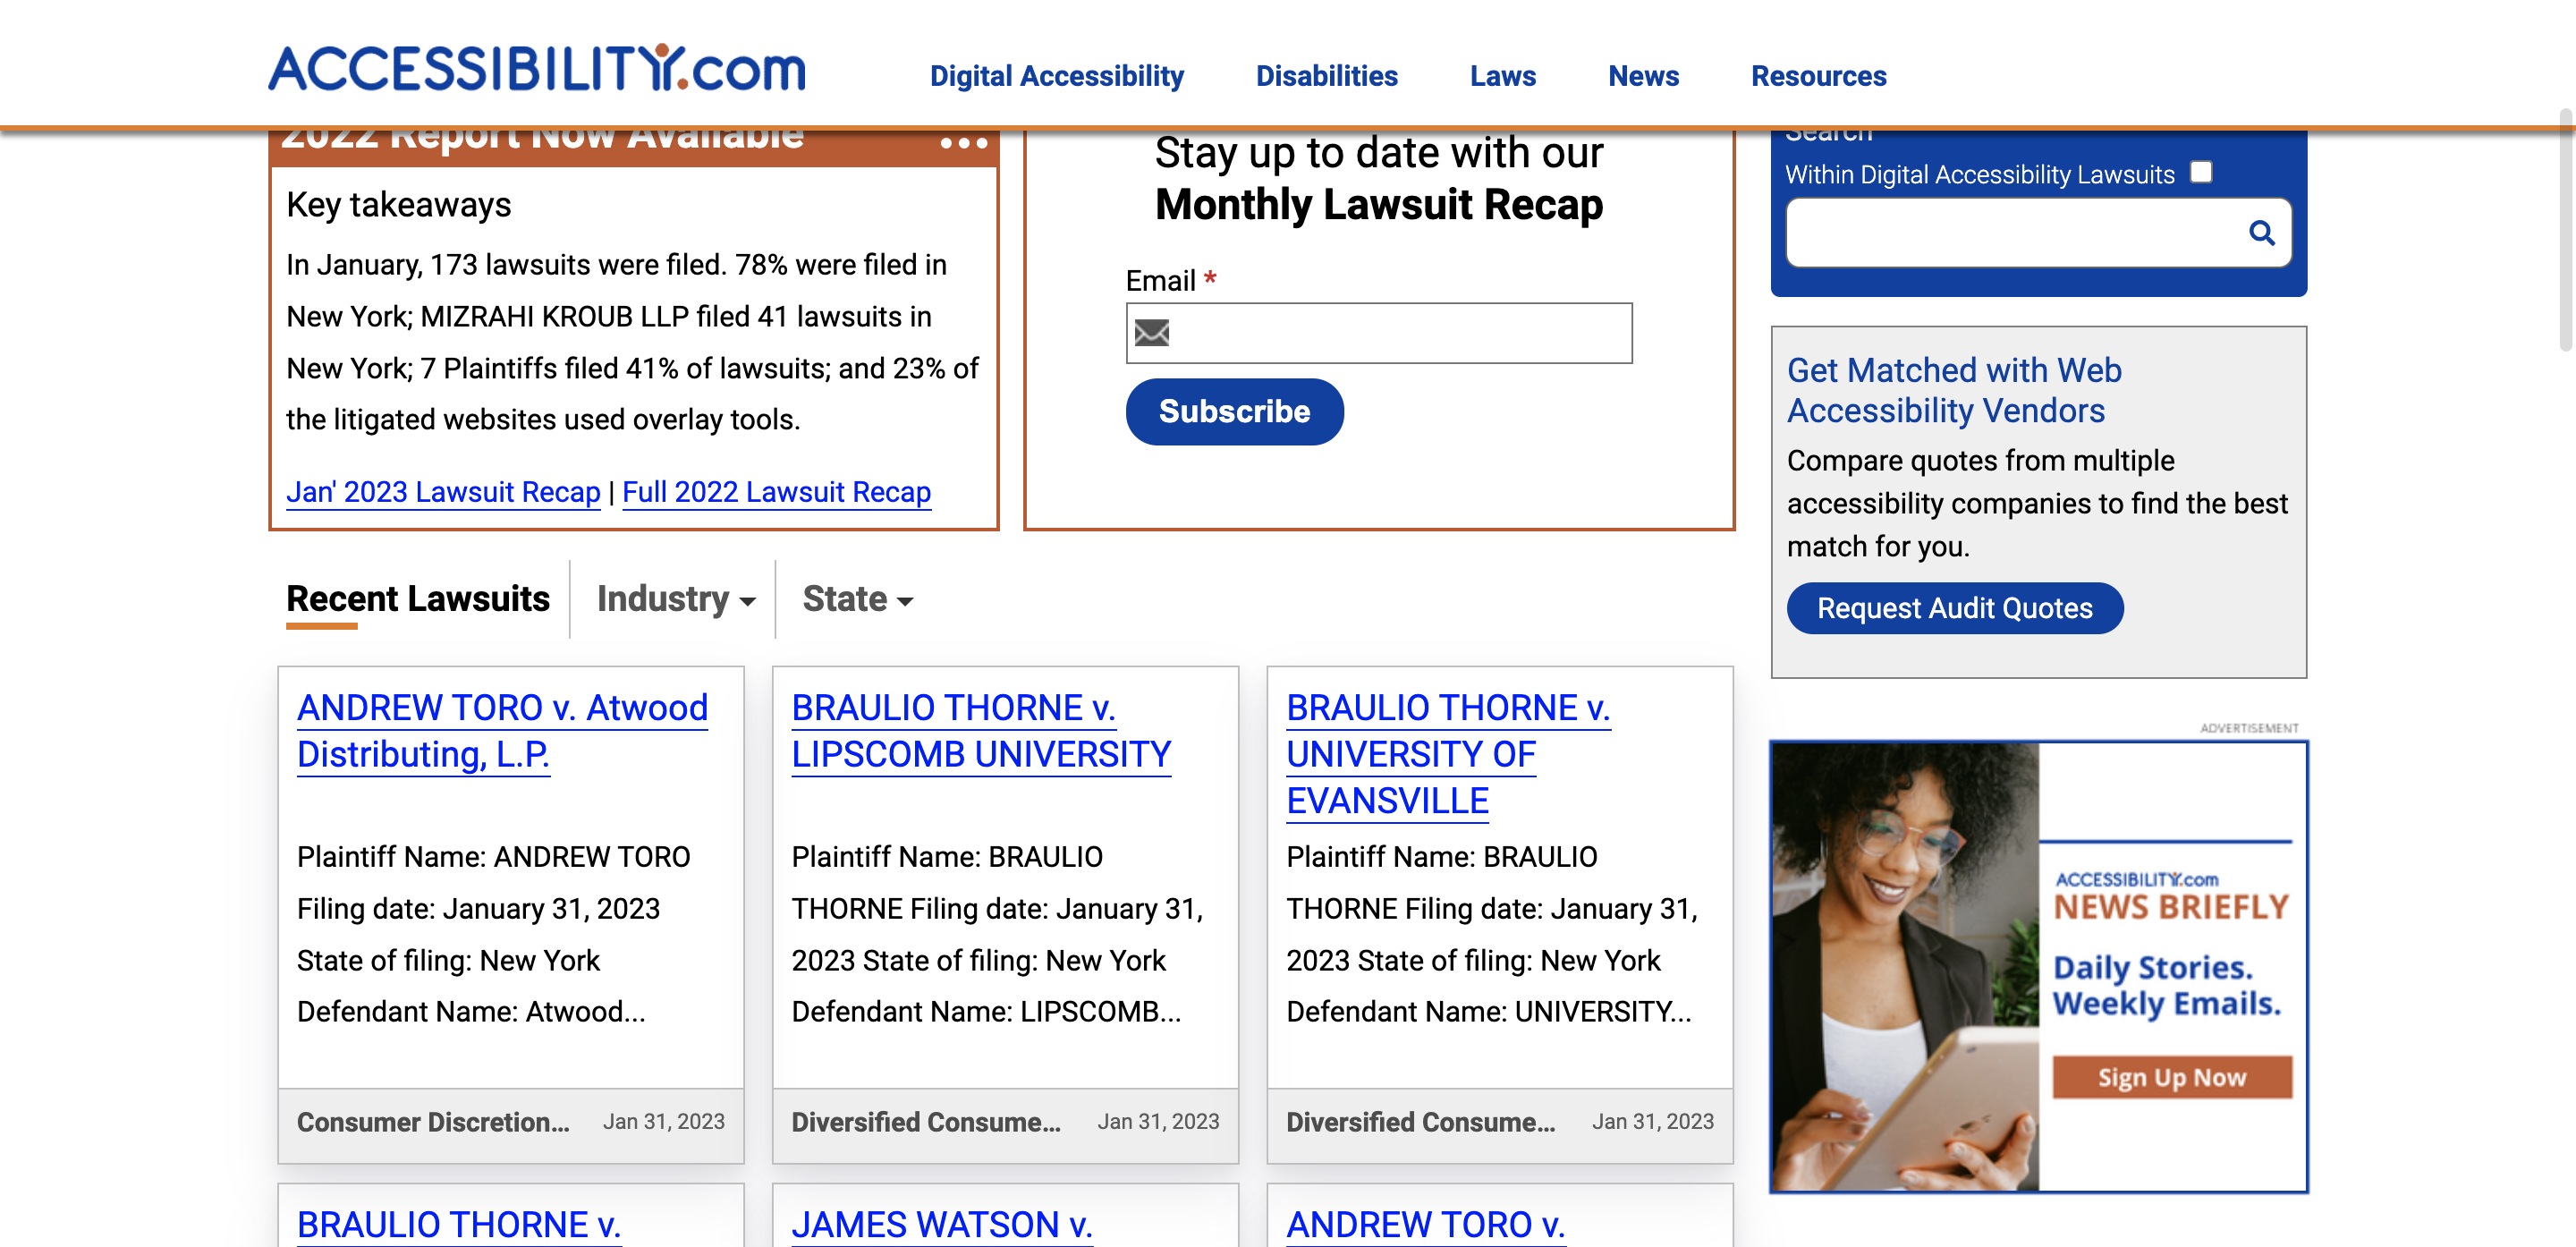 ACCESSIBILITY.com
Digital Accessibility
Disabilities
Laws
News
Resources
2022 Report Now Available
...
Key takeaways
In January, 173 lawsuits were filed. 78% were filed in
New York; MIZRAHI KROUB LLP filed 41 lawsuits in
New York; 7 Plaintiffs filed 41% of lawsuits; and 23% of
the litigated websites used overlay tools.
Jan' 2023 Lawsuit Recap | Full 2022 Lawsuit Recap
Stay up to date with our
Monthly Lawsuit Recap
Email *
Subscribe
Search
Within Digital Accessibility Lawsuits
Get Matched with Web
Accessibility Vendors
Compare quotes from multiple
accessibility companies to find the best
match for you.
Request Audit Quotes
Recent Lawsuits
Industry
State
ANDREW TORO v. Atwood
Distributing, L.P.
Plaintiff Name: ANDREW TORO
Filing date: January 31, 2023
State of filing: New York
Defendant Name: Atwood...
Consumer Discretion...
Jan 31, 2023
BRAULIO THORNE v.
LIPSCOMB UNIVERSITY
Plaintiff Name: BRAULIO
THORNE Filing date: January 31,
2023 State of filing: New York
Defendant Name: LIPSCOMB...
Diversified Consume...
Jan 31, 2023
BRAULIO THORNE v.
UNIVERSITY OF
EVANSVILLE
Plaintiff Name: BRAULIO
THORNE Filing date: January 31,
2023 State of filing: New York
Defendant Name: UNIVERSITY...
Diversified Consume...
Jan 31, 2023
ADVERTISEMENT
ACCESSIBILITY.com
NEWS BRIEFLY
Daily Stories.
Weekly Emails.
Sign Up Now
BRAULIO THORNE v.
JAMES WATSON v.
ANDREW TORO v.